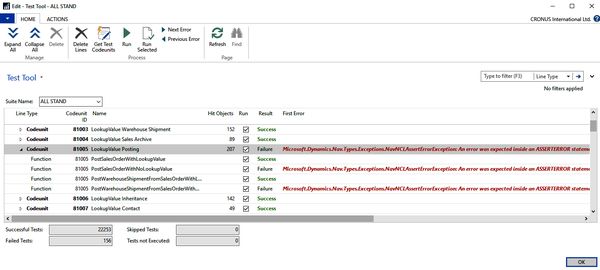 Edit - Test Tool - ALL STAND
CRONUS International Ltd.
HOME ACTIONS
Expand All
Collapse All
Delete
Manage
Delete Lines
Get Test Codeunits
Run
Run Selected
Next Error
Previous Error
Process
Refresh
Find
Page
Test Tool
Type to filter (F3) Line Type
No filters applied
Suite Name: ALL STAND
Line Type Codeunit ID Name Hit Objects Run Result First Error
Codeunit 81003 LookupValue Warehouse Shipment 152 Success
Codeunit 81004 LookupValue Sales Archive 89 Success
Codeunit 81005 LookupValue Posting 207 Failure Microsoft.Dynamics.Nav.Types.Exceptions.NavNCLAssertErrorException: An error was expected inside an ASSERTERROR stateme
Function 81005 PostSalesOrderWithLookupValue Success
Function 81005 PostSalesOrderWithNoLookupValue Failure Microsoft.Dynamics.Nav.Types.Exceptions.NavNCLAssertErrorException: An error was expected inside an ASSERTERROR stateme
Function 81005 PostWarehouseShipmentFromSalesOrderWithL... Success
Function 81005 PostWarehouseShipmentFromSalesOrderWith... Failure Microsoft.Dynamics.Nav.Types.Exceptions.NavNCLAssertErrorException: An error was expected inside an ASSERTERROR stateme
Codeunit 81006 LookupValue Inheritance 142 Success
Codeunit 81007 LookupValue Contact 49 Success
Successful Tests: 22253 Skipped Tests: 0
Failed Tests: 156 Tests not Executed: 0
OK